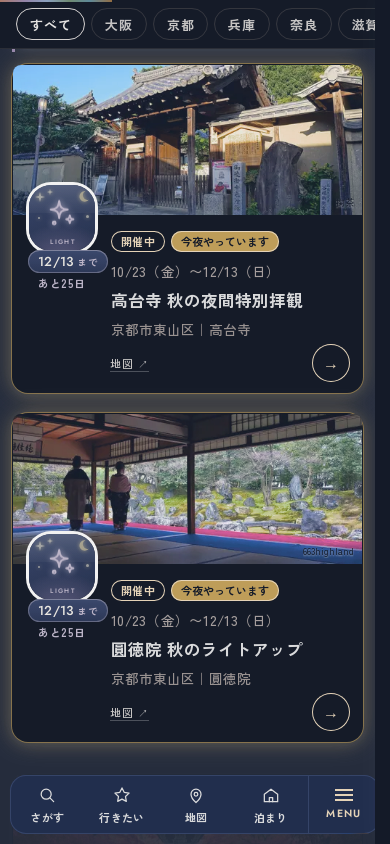 すべて 大阪 京都 兵庫 奈良 滋賀
LIGHT
12/13 まで
あと25日
開催中 今夜やっています
10/23（金）〜12/13（日）
高台寺 秋の夜間特別拝観
京都市東山区｜高台寺
地図 ↗
→
663highland
LIGHT
12/13 まで
あと25日
開催中 今夜やっています
10/23（金）〜12/13（日）
圓徳院 秋のライトアップ
京都市東山区｜圓徳院
地図 ↗
→
さがす 行きたい 地図 泊まり MENU